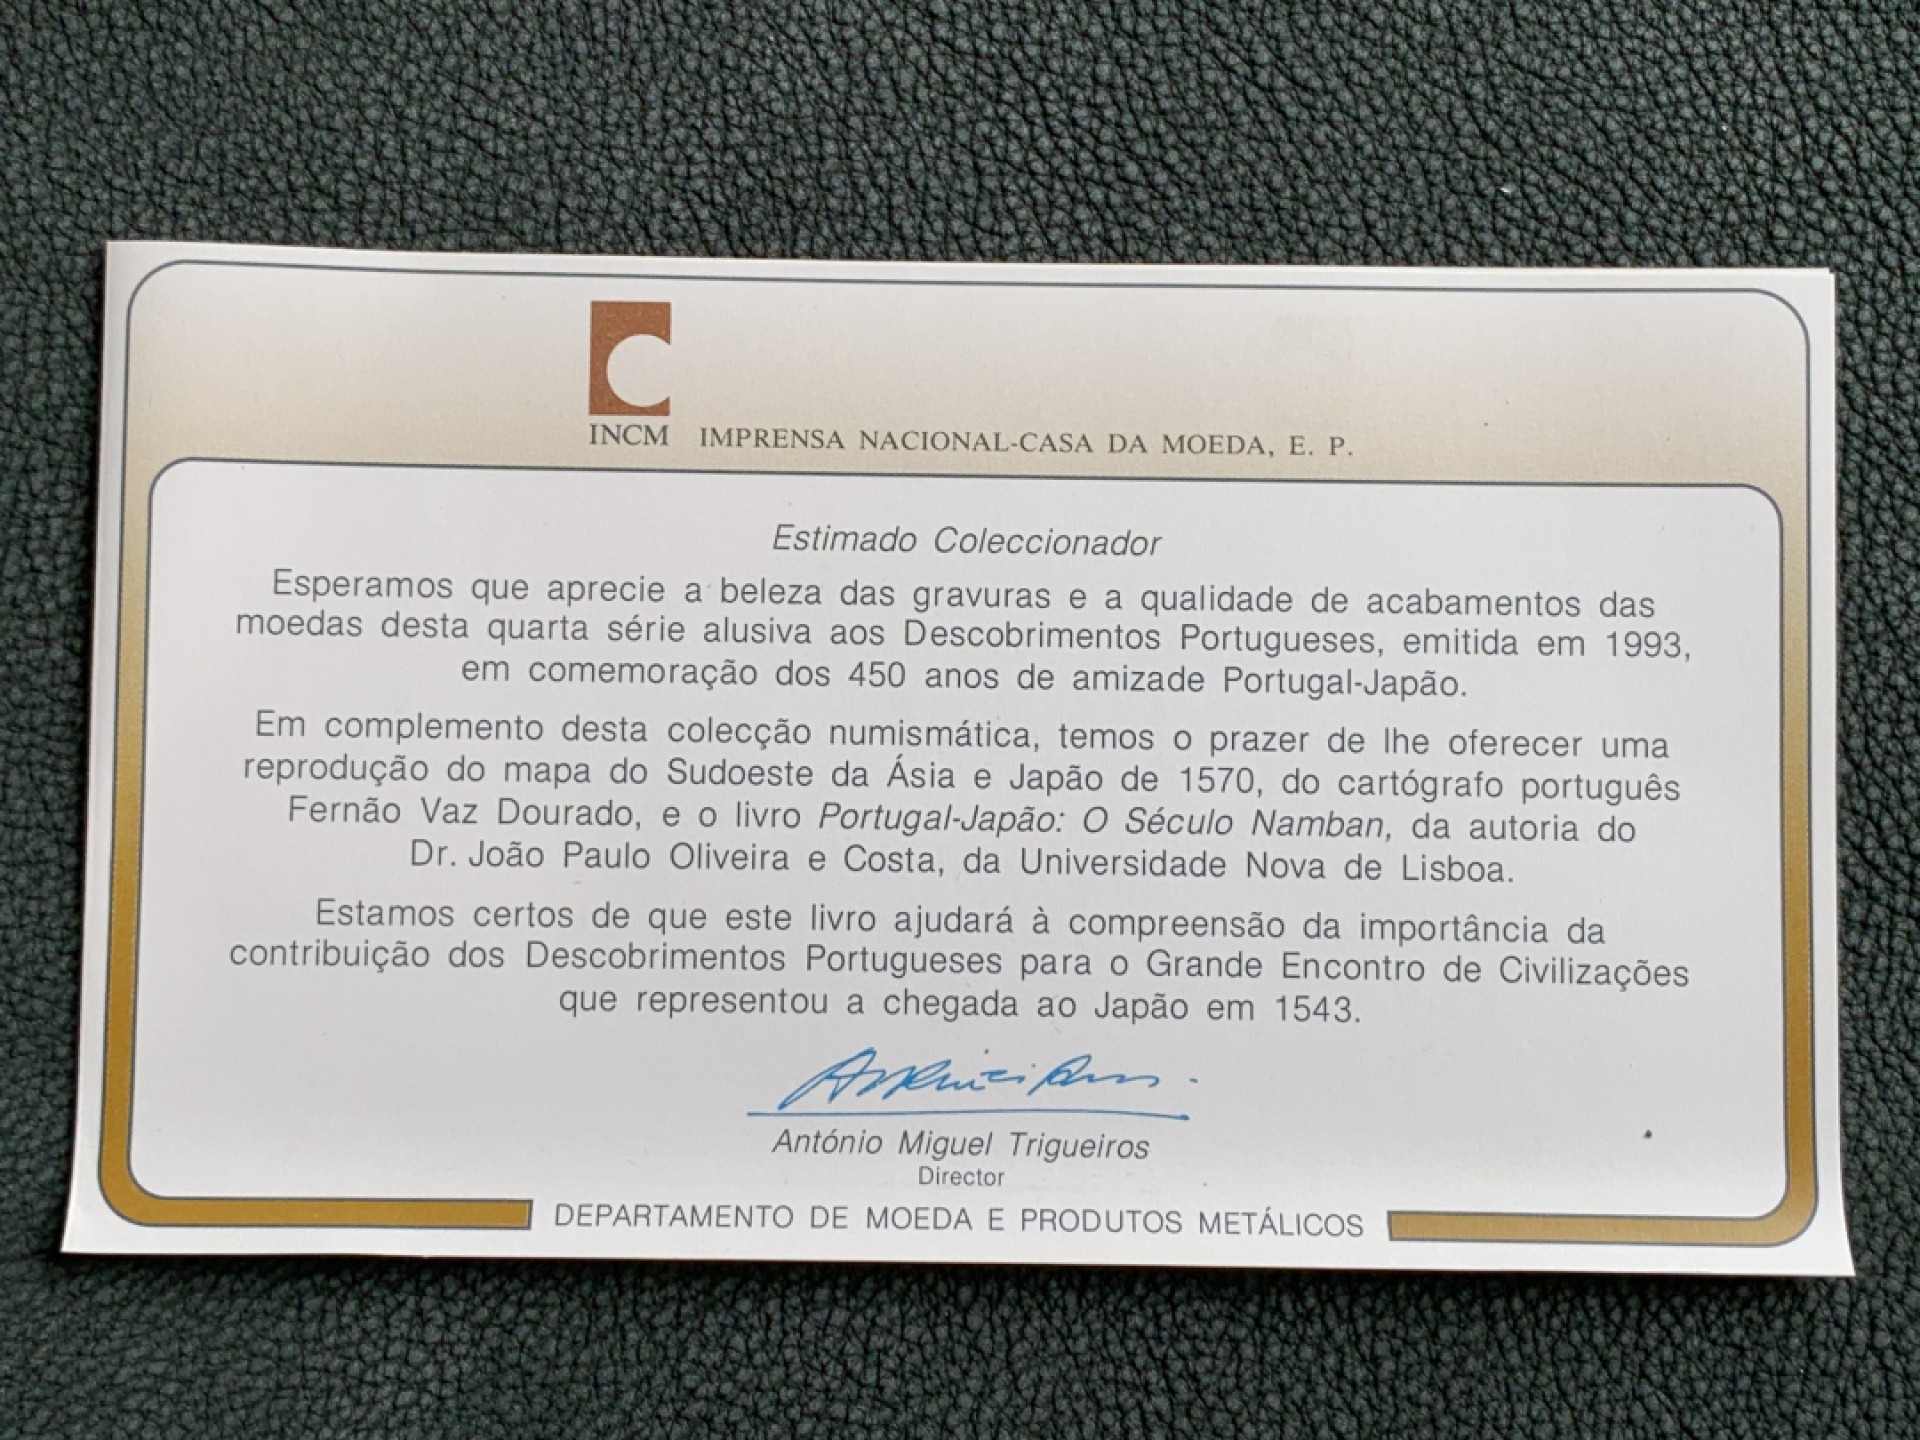 INCM IMPRENSA NACIONAL-CASA DA MOEDA, E. P.
Estimado Coleccionador
Esperamos que aprecie a beleza das gravuras e a qualidade de acabamentos das
moedas desta quarta série alusiva aos Descobrimentos Portugueses, emitida em 1993,
em comemoração dos 450 anos de amizade Portugal-Japão.
Em complemento desta colecção numismática, temos o prazer de lhe oferecer uma
reprodução do mapa do Sudoeste da Ásia e Japão de 1570, do cartógrafo português
Fernão Vaz Dourado, e o livro Portugal-Japão: O Século Namban, da autoria do
Dr. João Paulo Oliveira e Costa, da Universidade Nova de Lisboa.
Estamos certos de que este livro ajudará à compreensão da importância da
contribuição dos Descobrimentos Portugueses para o Grande Encontro de Civilizações
que representou a chegada ao Japão em 1543.
António Miguel Trigueiros
Director
DEPARTAMENTO DE MOEDA E PRODUTOS METÁLICOS